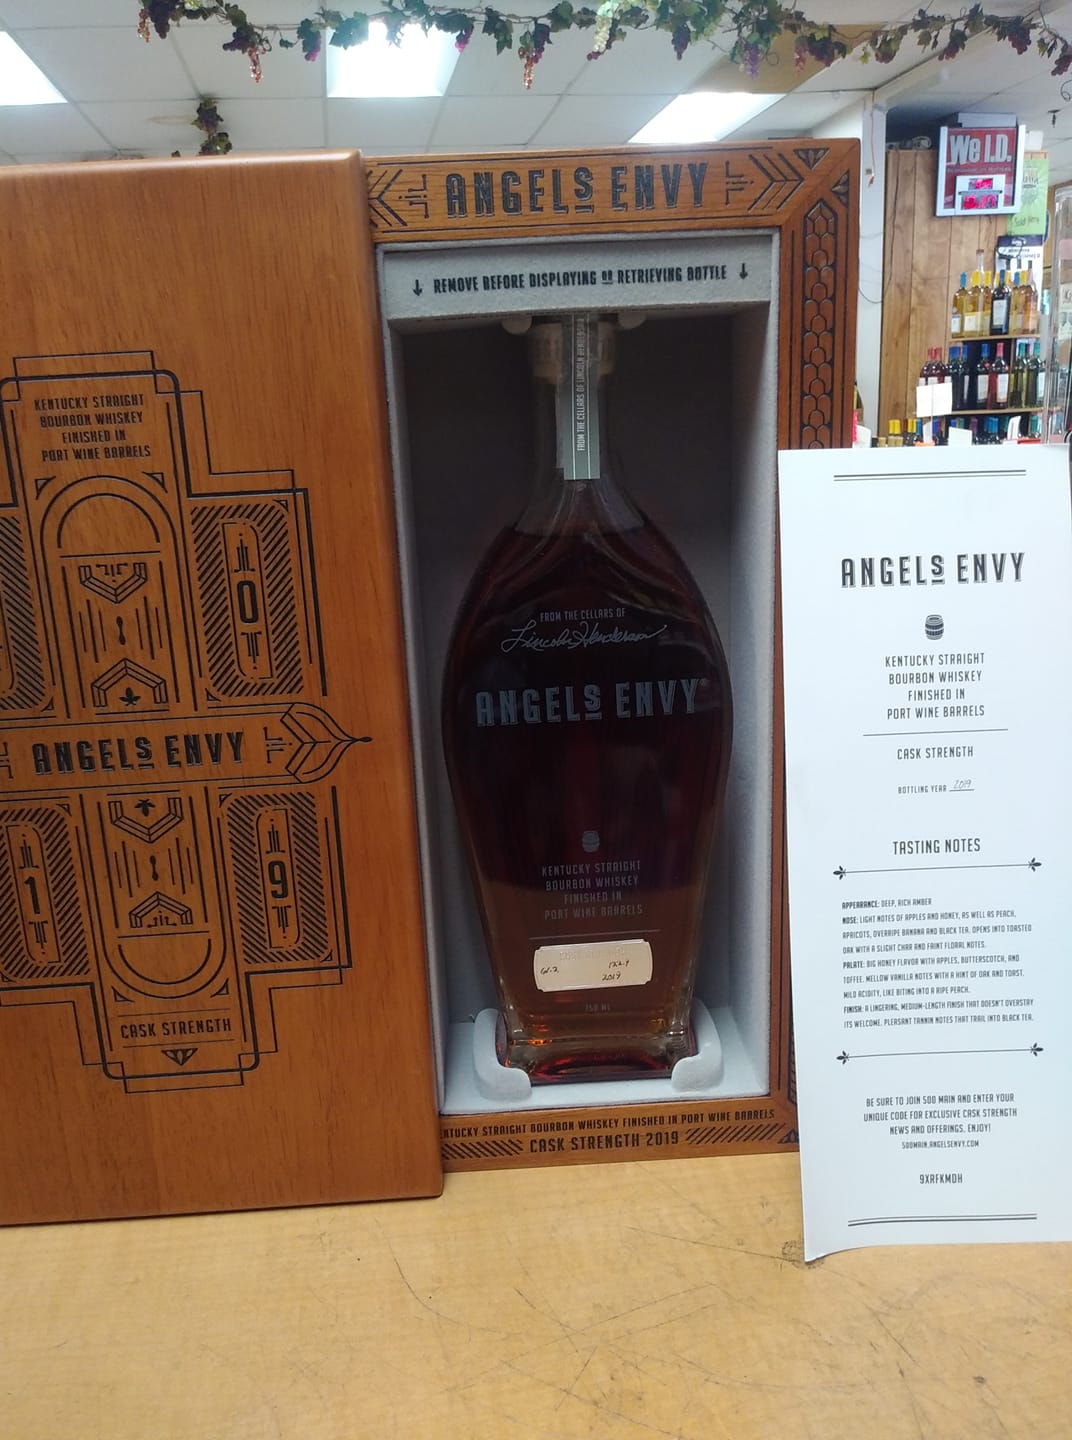 KENTUCKY STRAIGHT
BOURBON WHISKEY
FINISHED IN
PORT WINE BARRELS
0
ANGELS ENVY
1
9
CASK STRENGTH
ANGELS ENVY
REMOVE BEFORE DISPLAYING OR RETRIEVING BOTTLE
FROM THE CELLARS OF LINCOLN HENDERSON
FROM THE CELLARS OF
Lincoln Henderson
ANGELS ENVY®
KENTUCKY STRAIGHT
BOURBON WHISKEY
FINISHED IN
PORT WINE BARRELS
61.2 122.4
2019
750 ML
KENTUCKY STRAIGHT BOURBON WHISKEY FINISHED IN PORT WINE BARRELS
CASK STRENGTH 2019
We I.D.
ANGELS ENVY
KENTUCKY STRAIGHT
BOURBON WHISKEY
FINISHED IN
PORT WINE BARRELS
CASK STRENGTH
BOTTLING YEAR 2019
TASTING NOTES
APPEARANCE: DEEP, RICH AMBER
NOSE: LIGHT NOTES OF APPLES AND HONEY, AS WELL AS PEACH,
APRICOTS, OVERRIPE BANANA AND BLACK TEA. OPENS INTO TOASTED
OAK WITH A SLIGHT CHAR AND FAINT FLORAL NOTES.
PALATE: BIG HONEY FLAVOR WITH APPLES, BUTTERSCOTCH, AND
TOFFEE. MELLOW VANILLA NOTES WITH A HINT OF OAK AND TOAST.
MILD ACIDITY, LIKE BITING INTO A RIPE PEACH.
FINISH: A LINGERING, MEDIUM-LENGTH FINISH THAT DOESN'T OVERSTAY
ITS WELCOME. PLEASANT TANNIN NOTES THAT TRAIL INTO BLACK TEA.
BE SURE TO JOIN 500 MAIN AND ENTER YOUR
UNIQUE CODE FOR EXCLUSIVE CASK STRENGTH
NEWS AND OFFERINGS. ENJOY!
500MAIN.ANGELSENVY.COM
9XRFKMDH